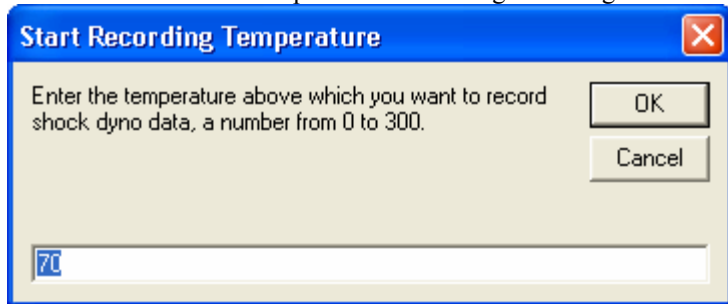 Start Recording Temperature
Enter the temperature above which you want to record
shock dyno data, a number from 0 to 300.
OK
Cancel
70